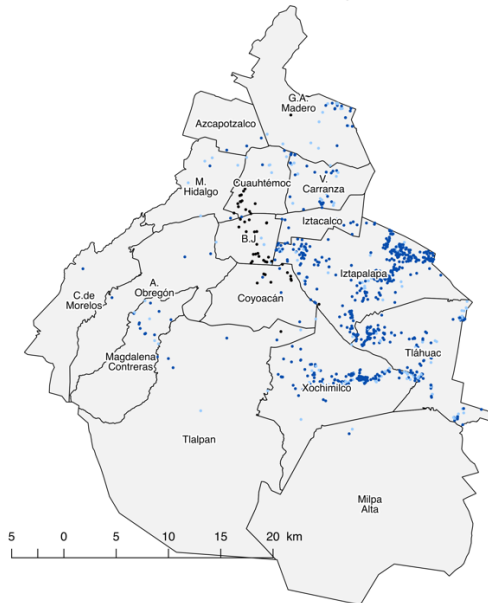 G.A.
Madero
Azcapotzalco
M.
Hidalgo
Cuauhtémoc
V.
Carranza
Iztacalco
B.J.
Iztapalapa
C.de
Morelos
A.
Obregón
Coyoacán
Magdalena
Contreras
Tláhuac
Xochimilco
Tlalpan
Milpa
Alta
5 0 5 10 20 km